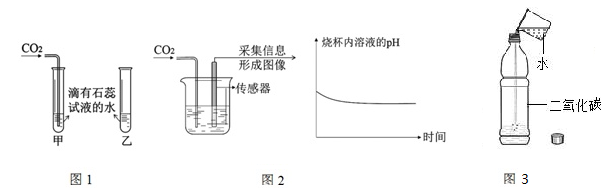 CO2
滴有石蕊
试液的水
甲
乙
图1
CO2
采集信息
形成图像
传感器
烧杯内溶液的pH
时间
图2
水
二氧化碳
图3